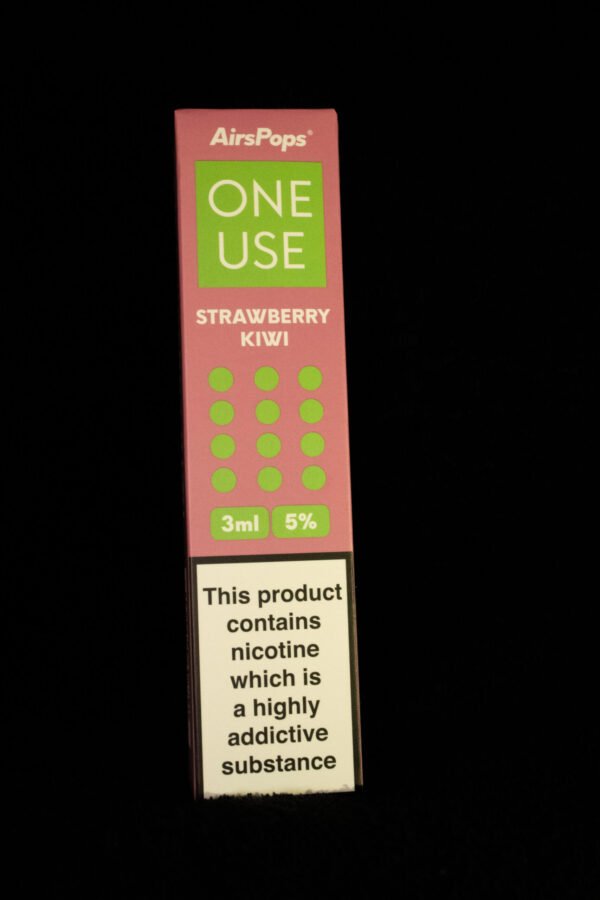 AirsPops®
ONE
USE
STRAWBERRY
KIWI
3ml 5%
This product
contains
nicotine
which is
a highly
addictive
substance